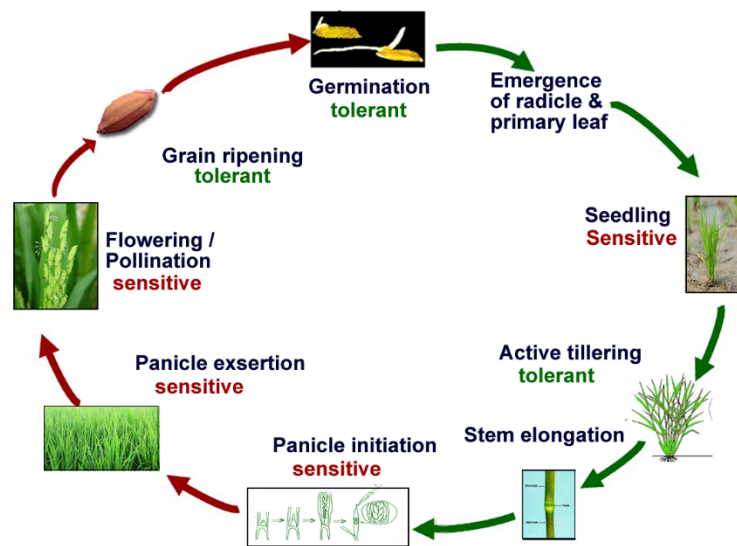 Germination
tolerant
Emergence
of radicle &
primary leaf
Seedling
Sensitive
Active tillering
tolerant
Stem elongation
Panicle initiation
sensitive
Panicle exsertion
sensitive
Flowering /
Pollination
sensitive
Grain ripening
tolerant